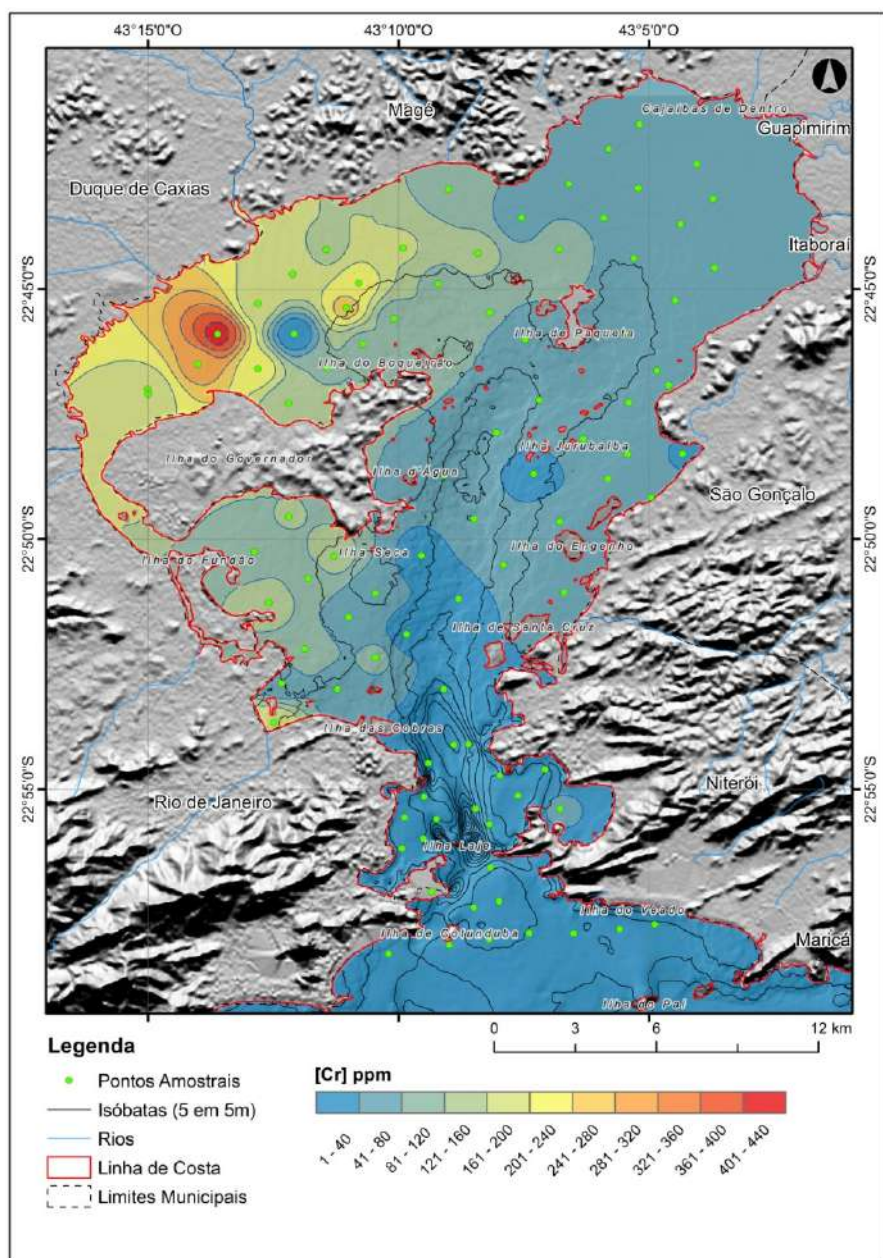 43°15'0"O 43°10'0"O 43°5'0"O
Cajaíbas de Dentro
Magé
Guapimirim
Duque de Caxias
Itaboraí
22°45'0"S 22°45'0"S
Ilha de Paquetá
Ilha do Boqueirão
Ilha do Governador
Ilha Jurubaíba
Ilha d'Água
São Gonçalo
22°50'0"S 22°50'0"S
Ilha do Fundão
Ilha Seca
Ilha do Engenho
Ilha de Santa Cruz
Ilha das Cobras
22°55'0"S 22°55'0"S
Rio de Janeiro
Niterói
Ilha Laje
Ilha do Veado
Ilha de Cotunduba
Maricá
Ilha do Pai
0 3 6 12 km
Legenda
Pontos Amostrais
Isóbatas (5 em 5m)
Rios
Linha de Costa
Limites Municipais
[Cr] ppm
1 - 40
41 - 80
81 - 120
121 - 160
161 - 200
201 - 240
241 - 280
281 - 320
321 - 360
361 - 400
401 - 440